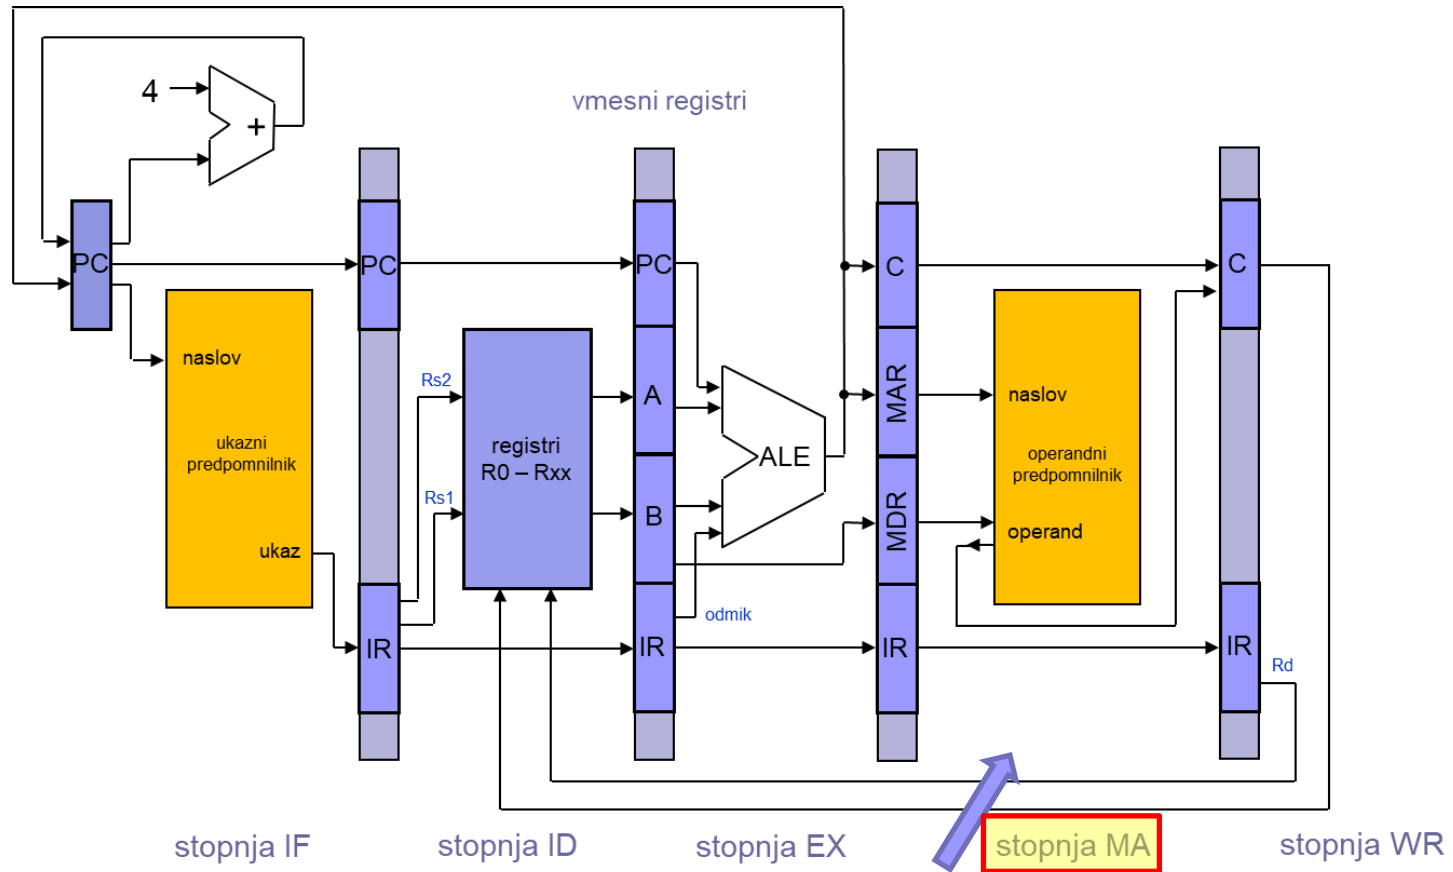 4
+
vmesni registri
PC
PC
PC
C
C
naslov
ukazni
predpomnilnik
ukaz
Rs2
Rs1
registri
R0 – Rxx
A
B
ALE
MAR
MDR
naslov
operandni
predpomnilnik
operand
odmik
IR
IR
IR
IR
Rd
stopnja IF
stopnja ID
stopnja EX
stopnja MA
stopnja WR